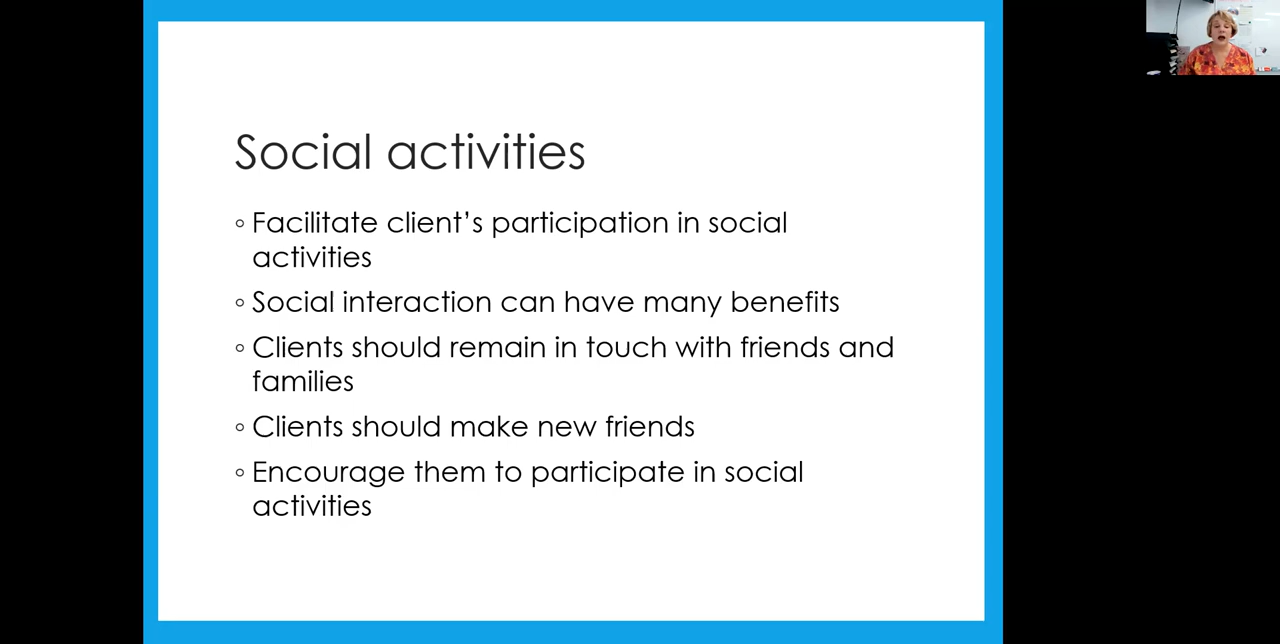 Social activities
◦ Facilitate client’s participation in social
activities
◦ Social interaction can have many benefits
◦ Clients should remain in touch with friends and
families
◦ Clients should make new friends
◦ Encourage them to participate in social
activities